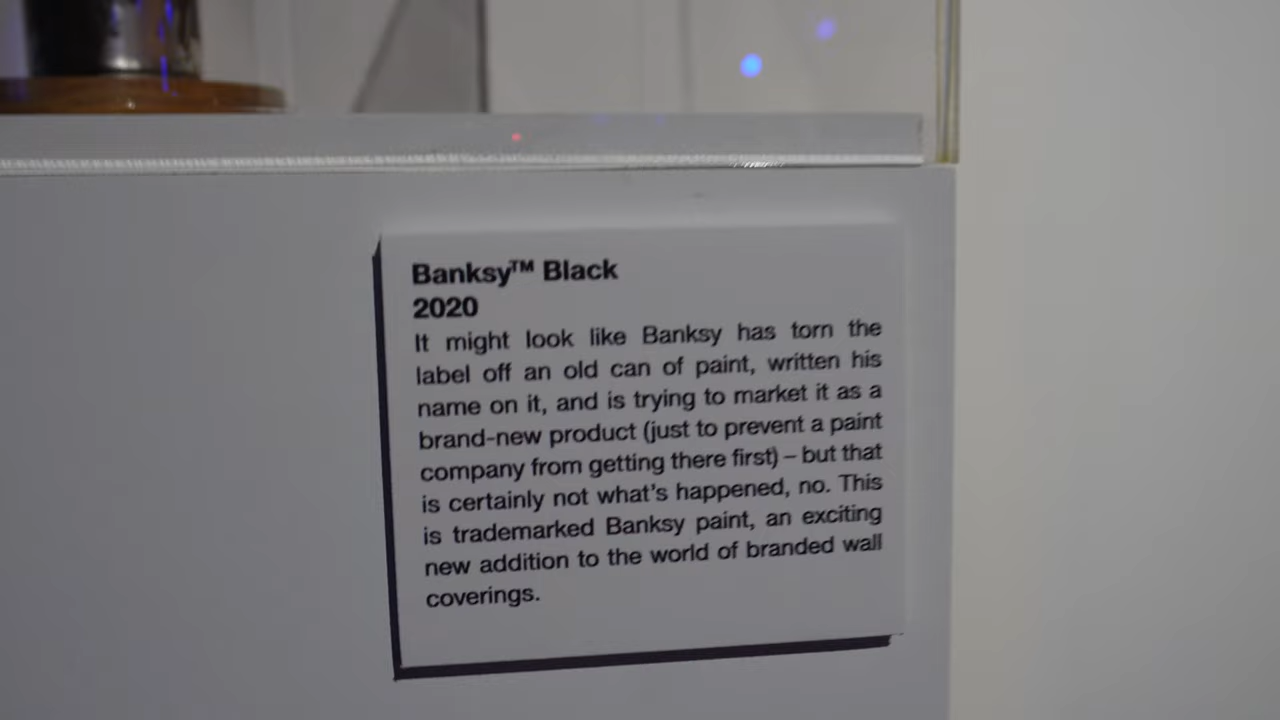 Banksy™ Black
2020
It might look like Banksy has torn the
label off an old can of paint, written his
name on it, and is trying to market it as a
brand-new product (just to prevent a paint
company from getting there first) – but that
is certainly not what's happened, no. This
is trademarked Banksy paint, an exciting
new addition to the world of branded wall
coverings.